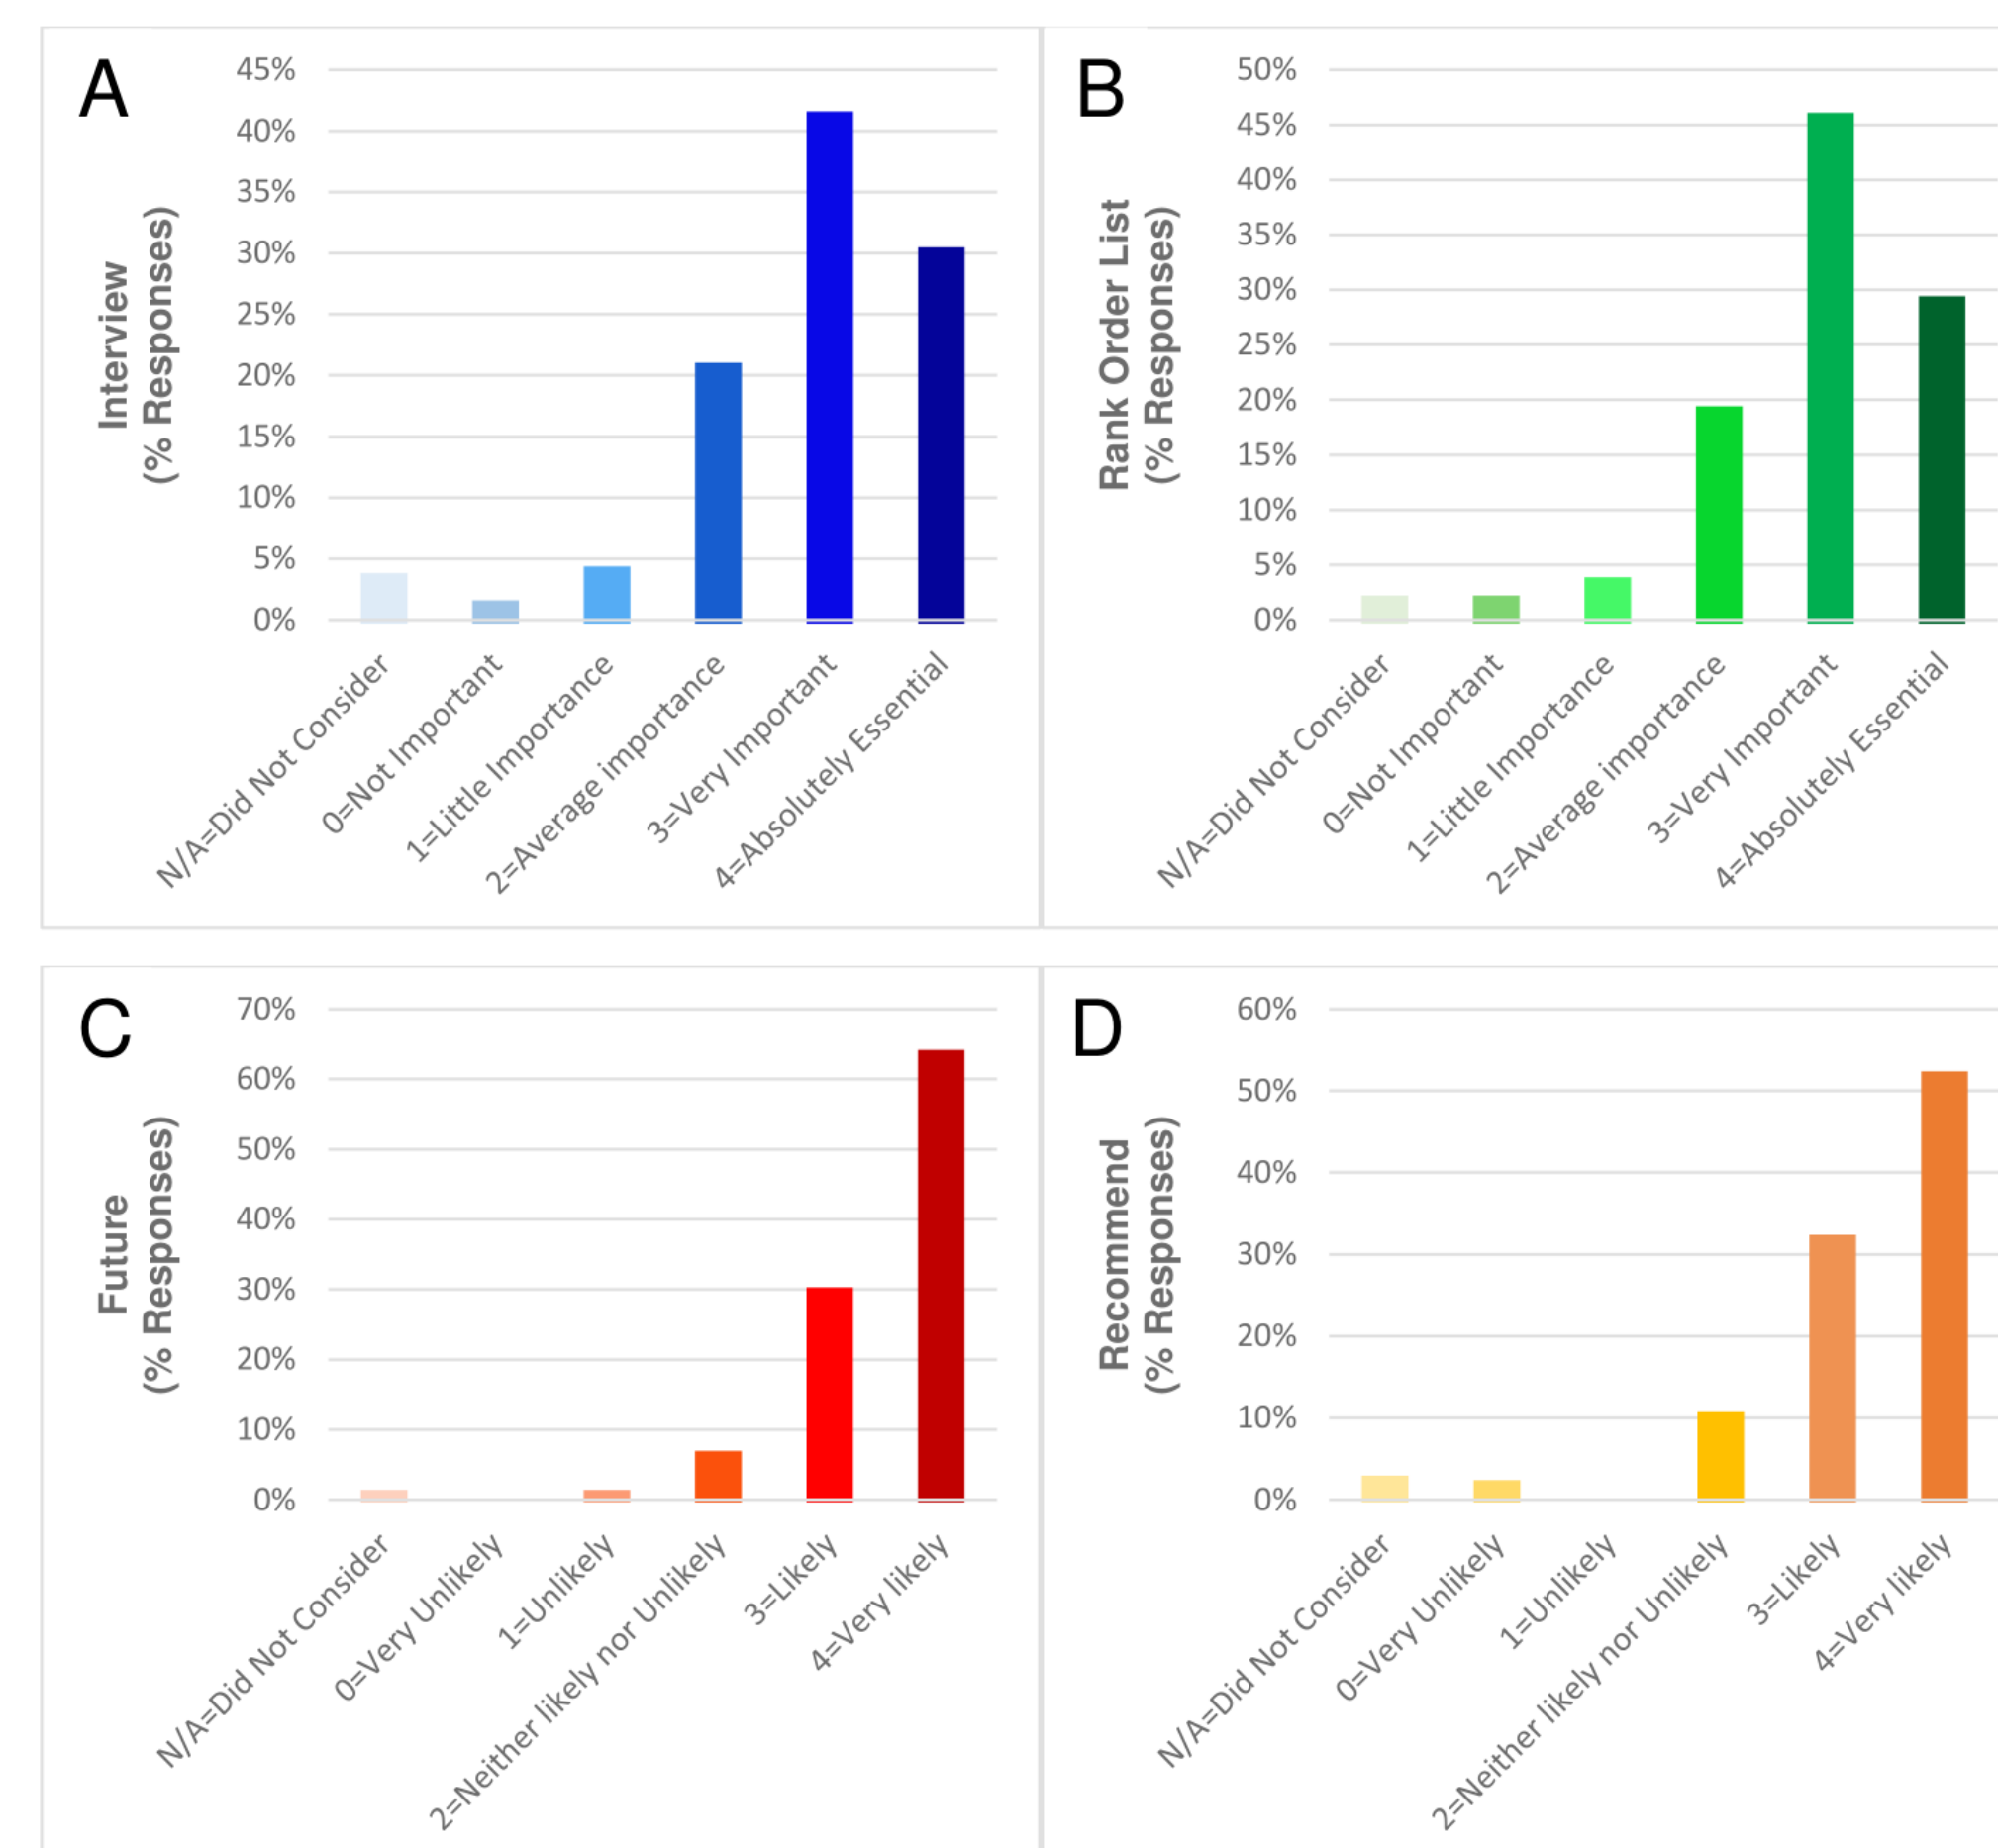 A
45%
40%
35%
30%
25%
20%
15%
10%
5%
0%
Interview
(% Responses)
N/A=Did Not Consider
0=Not Important
1=Little Importance
2=Average importance
3=Very Important
4=Absolutely Essential
B
50%
45%
40%
35%
30%
25%
20%
15%
10%
5%
0%
Rank Order List
(% Responses)
N/A=Did Not Consider
0=Not Important
1=Little Importance
2=Average importance
3=Very Important
4=Absolutely Essential
C
70%
60%
50%
40%
30%
20%
10%
0%
Future
(% Responses)
N/A=Did Not Consider
0=Very Unlikely
1=Unlikely
2=Neither likely nor Unlikely
3=Likely
4=Very likely
D
60%
50%
40%
30%
20%
10%
0%
Recommend
(% Responses)
N/A=Did Not Consider
0=Very Unlikely
1=Unlikely
2=Neither likely nor Unlikely
3=Likely
4=Very likely